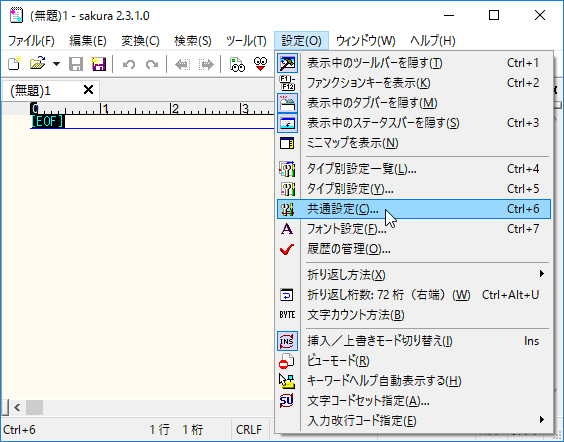 (無題)1 - sakura 2.3.1.0
ファイル(F) 編集(E) 変換(C) 検索(S) ツール(T) 設定(O) ウィンドウ(W) ヘルプ(H)
(無題)1
0 1 2 3
[EOF]
表示中のツールバーを隠す(T) Ctrl+1
F1- F12 ファンクションキーを表示(K) Ctrl+2
表示中のタブバーを隠す(M)
表示中のステータスバーを隠す(S) Ctrl+3
ミニマップを表示(N)
タイプ別設定一覧(L)... Ctrl+4
タイプ別設定(Y)... Ctrl+5
共通設定(C)... Ctrl+6
A フォント設定(F)... Ctrl+7
履歴の管理(O)...
折り返し方法(X)
折り返し桁数: 72 桁（右端）(W) Ctrl+Alt+U
BYTE 文字カウント方法(B)
INS 挿入／上書きモード切り替え(I) Ins
ビューモード(R)
キーワードヘルプ自動表示する(H)
SU 文字コードセット指定(A)...
入力改行コード指定(E)
Ctrl+6 1 行 1 桁 CRLF